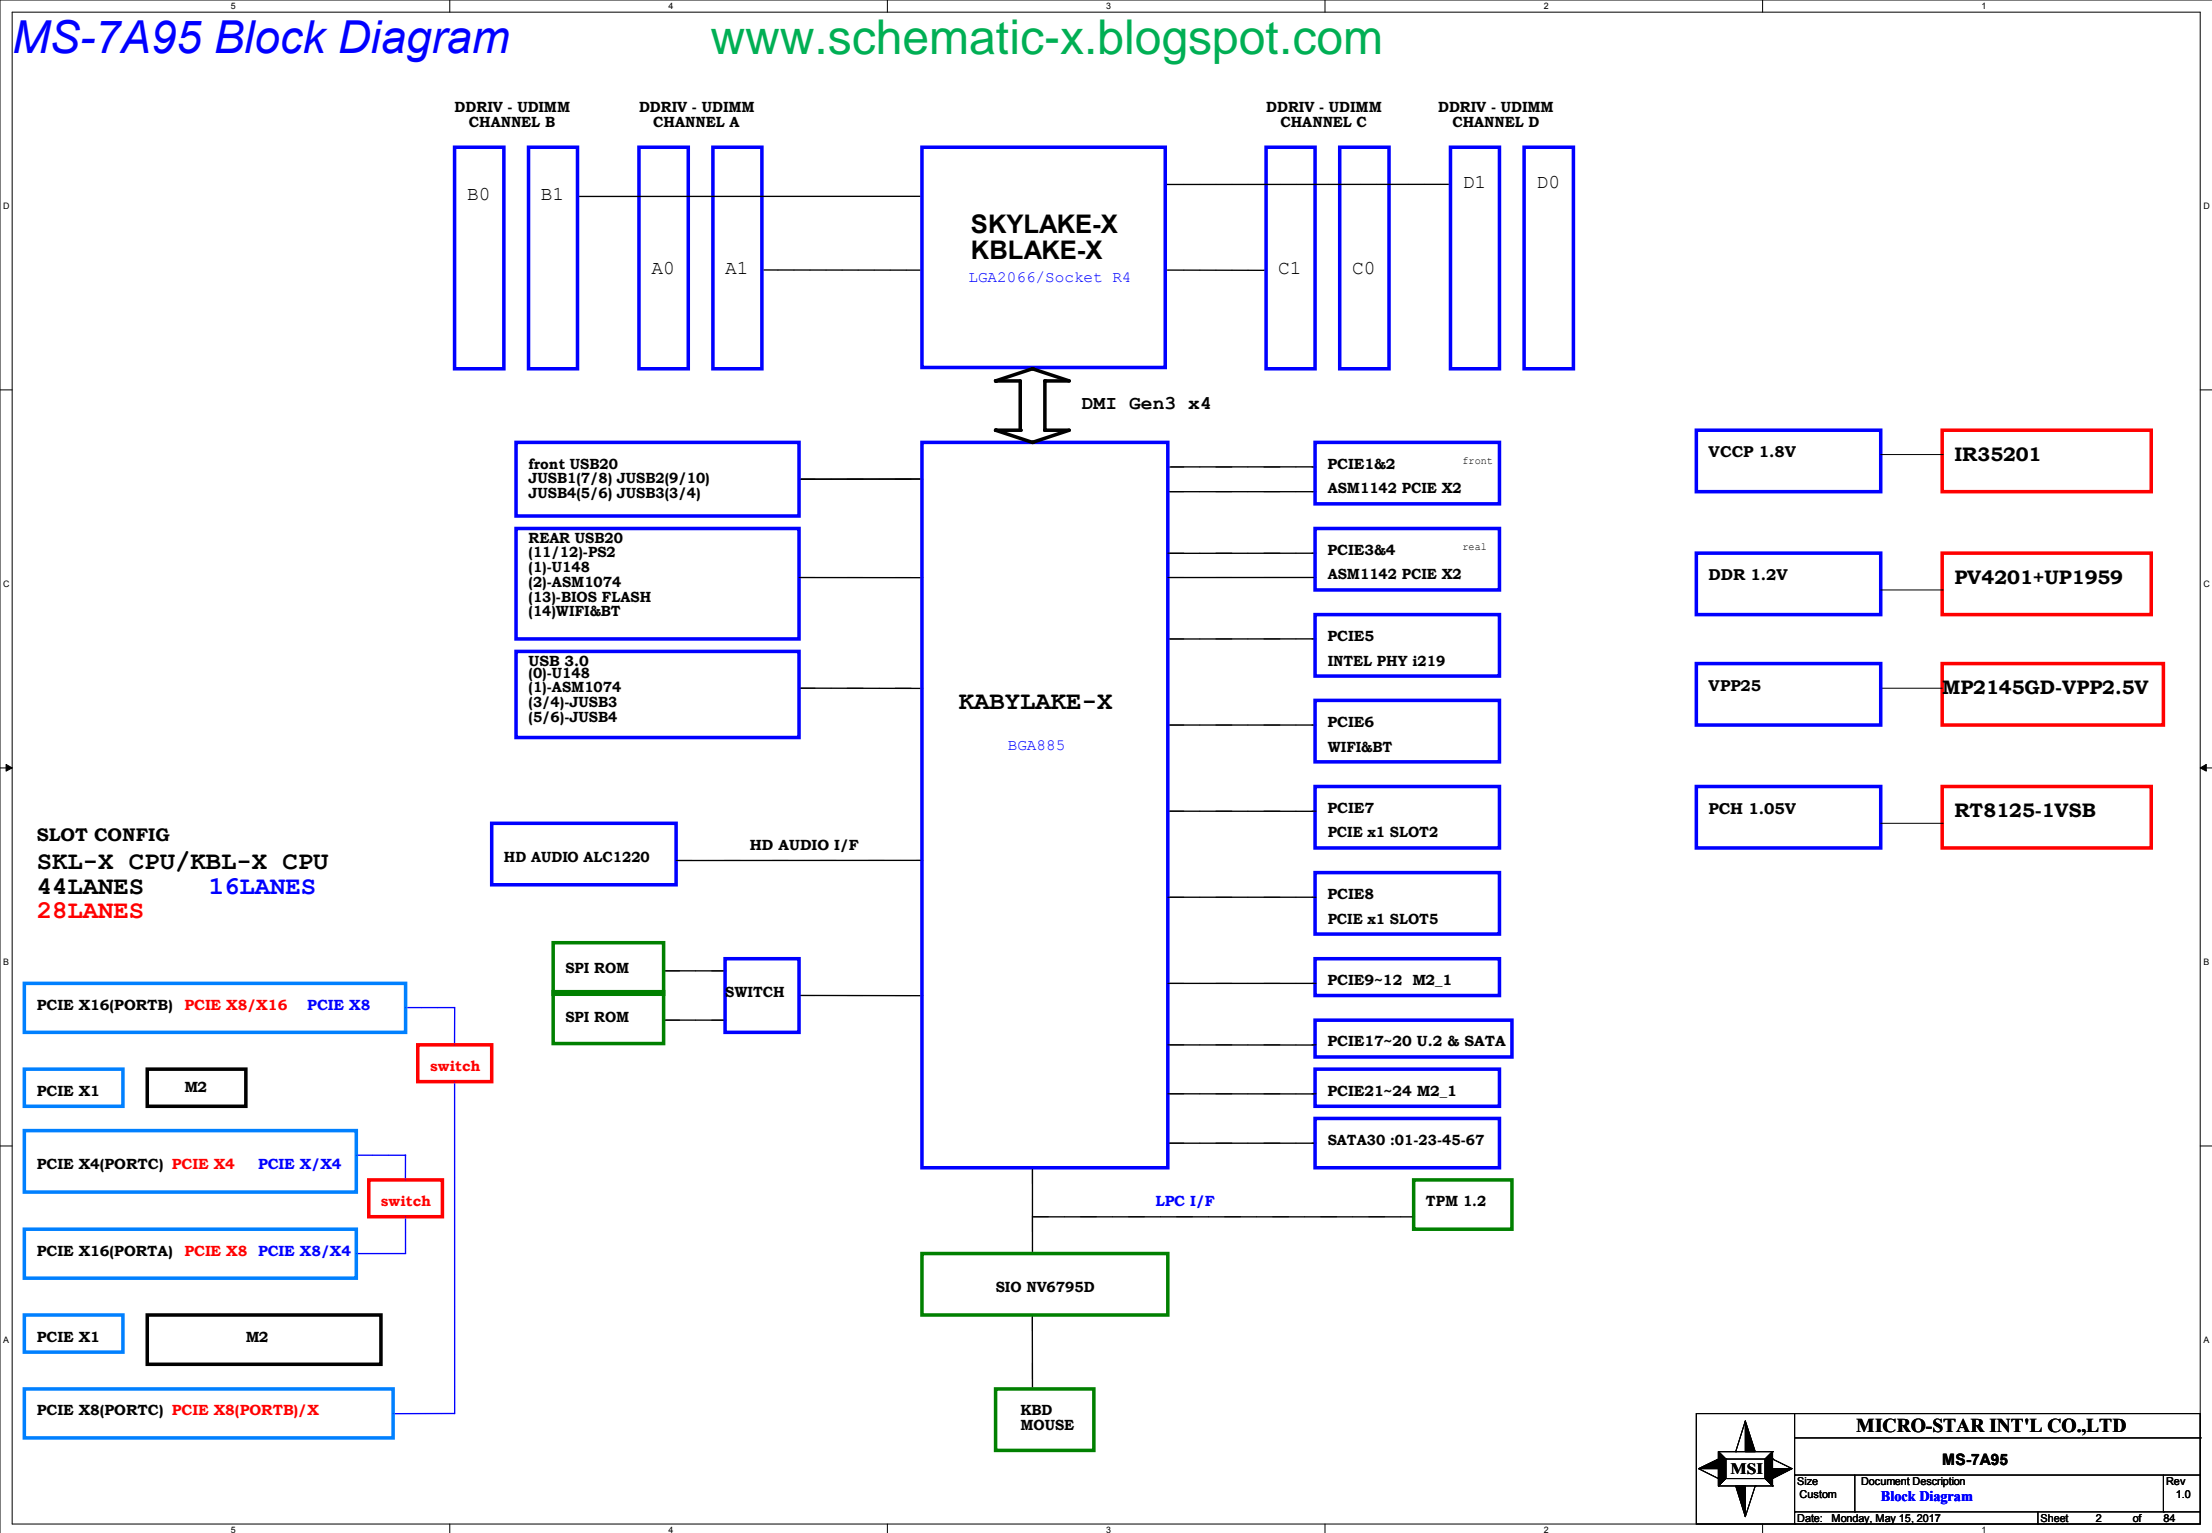 5 4 3 2 1
MS-7A95 Block Diagram
www.schematic-x.blogspot.com
DDRIV - UDIMM
CHANNEL B
DDRIV - UDIMM
CHANNEL A
DDRIV - UDIMM
CHANNEL C
DDRIV - UDIMM
CHANNEL D
B0
B1
A0
A1
SKYLAKE-X
KBLAKE-X
LGA2066/Socket R4
C1
C0
D1
D0
D
D
DMI Gen3 x4
front USB20
JUSB1(7/8) JUSB2(9/10)
JUSB4(5/6) JUSB3(3/4)
REAR USB20
(11/12)-PS2
(1)-U148
(2)-ASM1074
(13)-BIOS FLASH
(14)WIFI&BT
USB 3.0
(0)-U148
(1)-ASM1074
(3/4)-JUSB3
(5/6)-JUSB4
KABYLAKE-X
BGA885
PCIE1&2 front
ASM1142 PCIE X2
PCIE3&4 real
ASM1142 PCIE X2
PCIE5
INTEL PHY i219
PCIE6
WIFI&BT
PCIE7
PCIE x1 SLOT2
PCIE8
PCIE x1 SLOT5
PCIE9~12 M2_1
PCIE17~20 U.2 & SATA
PCIE21~24 M2_1
SATA30 :01-23-45-67
VCCP 1.8V
IR35201
DDR 1.2V
PV4201+UP1959
VPP25
MP2145GD-VPP2.5V
PCH 1.05V
RT8125-1VSB
C
C
HD AUDIO ALC1220
HD AUDIO I/F
SPI ROM
SPI ROM
SWITCH
SLOT CONFIG
SKL-X CPU/KBL-X CPU
44LANES 16LANES
28LANES
B
B
PCIE X16(PORTB) PCIE X8/X16 PCIE X8
switch
PCIE X1
M2
PCIE X4(PORTC) PCIE X4 PCIE X/X4
switch
PCIE X16(PORTA) PCIE X8 PCIE X8/X4
PCIE X1
M2
PCIE X8(PORTC) PCIE X8(PORTB)/X
LPC I/F
TPM 1.2
SIO NV6795D
KBD
MOUSE
A
A
MSI
MICRO-STAR INT'L CO.,LTD
MS-7A95
Size
Custom
Document Description
Block Diagram
Rev
1.0
Date: Monday, May 15, 2017
Sheet 2 of 84
5 4 3 2 1